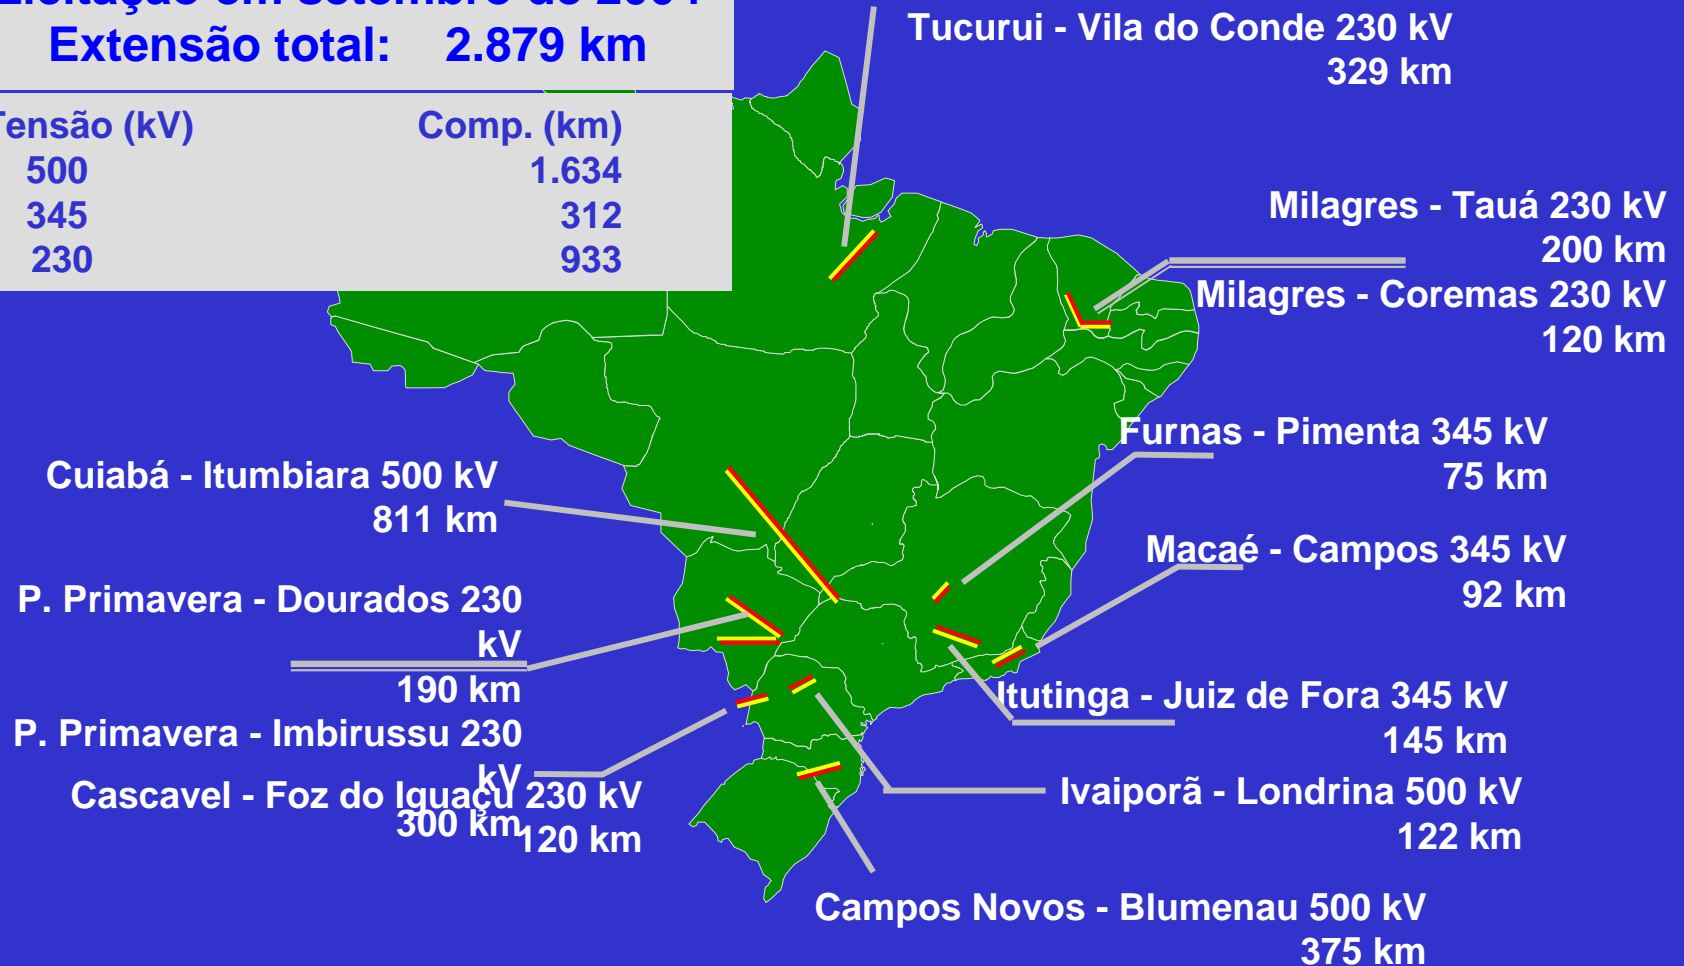 Extensão total: 2.879 km
Tensão (kV) Comp. (km)
500 1.634
345 312
230 933
Tucurui - Vila do Conde 230 kV
329 km
Milagres - Tauá 230 kV
200 km
Milagres - Coremas 230 kV
120 km
Furnas - Pimenta 345 kV
75 km
Cuiabá - Itumbiara 500 kV
811 km
Macaé - Campos 345 kV
92 km
P. Primavera - Dourados 230
kV
190 km
P. Primavera - Imbirussu 230
kV
300 km
Cascavel - Foz do Iguaçu 230 kV
120 km
Itutinga - Juiz de Fora 345 kV
145 km
Ivaiporã - Londrina 500 kV
122 km
Campos Novos - Blumenau 500 kV
375 km